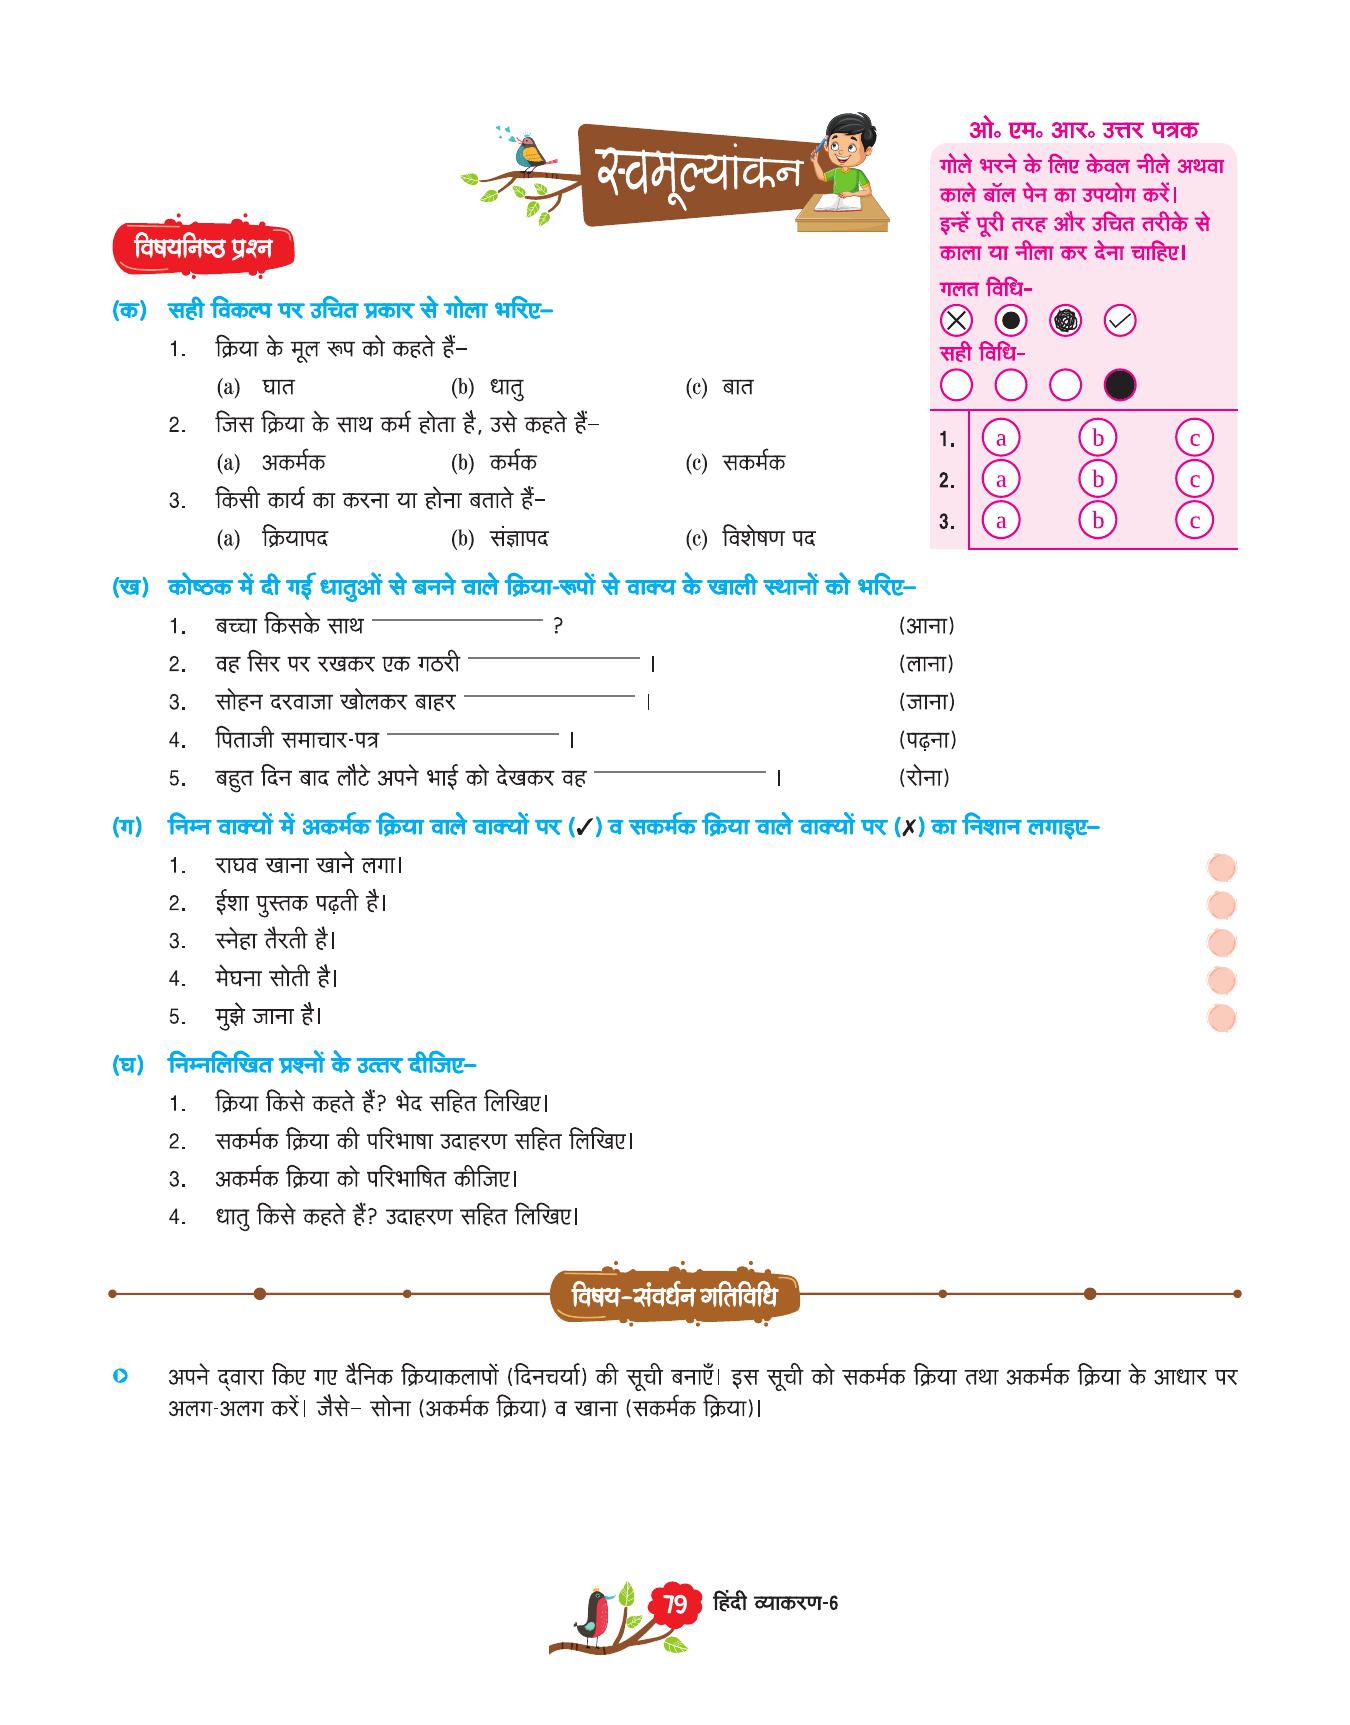 स्वमूल्यांकन
ओ॰ एम॰ आर॰ उत्तर पत्रक
गोले भरने के लिए केवल नीले अथवा
काले बॉल पेन का उपयोग करें।
इन्हें पूरी तरह और उचित तरीके से
काला या नीला कर देना चाहिए।
गलत विधि–
सही विधि–
1. a b c
2. a b c
3. a b c
विषयनिष्ठ प्रश्न
(क) सही विकल्प पर उचित प्रकार से गोला भरिए–
1. क्रिया के मूल रूप को कहते हैं–
(a) घात (b) धातु (c) बात
2. जिस क्रिया के साथ कर्म होता है, उसे कहते हैं–
(a) अकर्मक (b) कर्मक (c) सकर्मक
3. किसी कार्य का करना या होना बताते हैं–
(a) क्रियापद (b) संज्ञापद (c) विशेषण पद
(ख) कोष्ठक में दी गई धातुओं से बनने वाले क्रिया-रूपों से वाक्य के खाली स्थानों को भरिए–
1. बच्चा किसके साथ ____________ ? (आना)
2. वह सिर पर रखकर एक गठरी ____________ । (लाना)
3. सोहन दरवाजा खोलकर बाहर ____________ । (जाना)
4. पिताजी समाचार-पत्र ____________ । (पढ़ना)
5. बहुत दिन बाद लौटे अपने भाई को देखकर वह ____________ । (रोना)
(ग) निम्न वाक्यों में अकर्मक क्रिया वाले वाक्यों पर (✓) व सकर्मक क्रिया वाले वाक्यों पर (✗) का निशान लगाइए–
1. राघव खाना खाने लगा।
2. ईशा पुस्तक पढ़ती है।
3. स्नेहा तैरती है।
4. मेघना सोती है।
5. मुझे जाना है।
(घ) निम्नलिखित प्रश्नों के उत्तर दीजिए–
1. क्रिया किसे कहते हैं? भेद सहित लिखिए।
2. सकर्मक क्रिया की परिभाषा उदाहरण सहित लिखिए।
3. अकर्मक क्रिया को परिभाषित कीजिए।
4. धातु किसे कहते हैं? उदाहरण सहित लिखिए।
विषय-संवर्धन गतिविधि
अपने द्वारा किए गए दैनिक क्रियाकलापों (दिनचर्या) की सूची बनाएँ। इस सूची को सकर्मक क्रिया तथा अकर्मक क्रिया के आधार पर
अलग-अलग करें। जैसे– सोना (अकर्मक क्रिया) व खाना (सकर्मक क्रिया)।
79 हिंदी व्याकरण-6